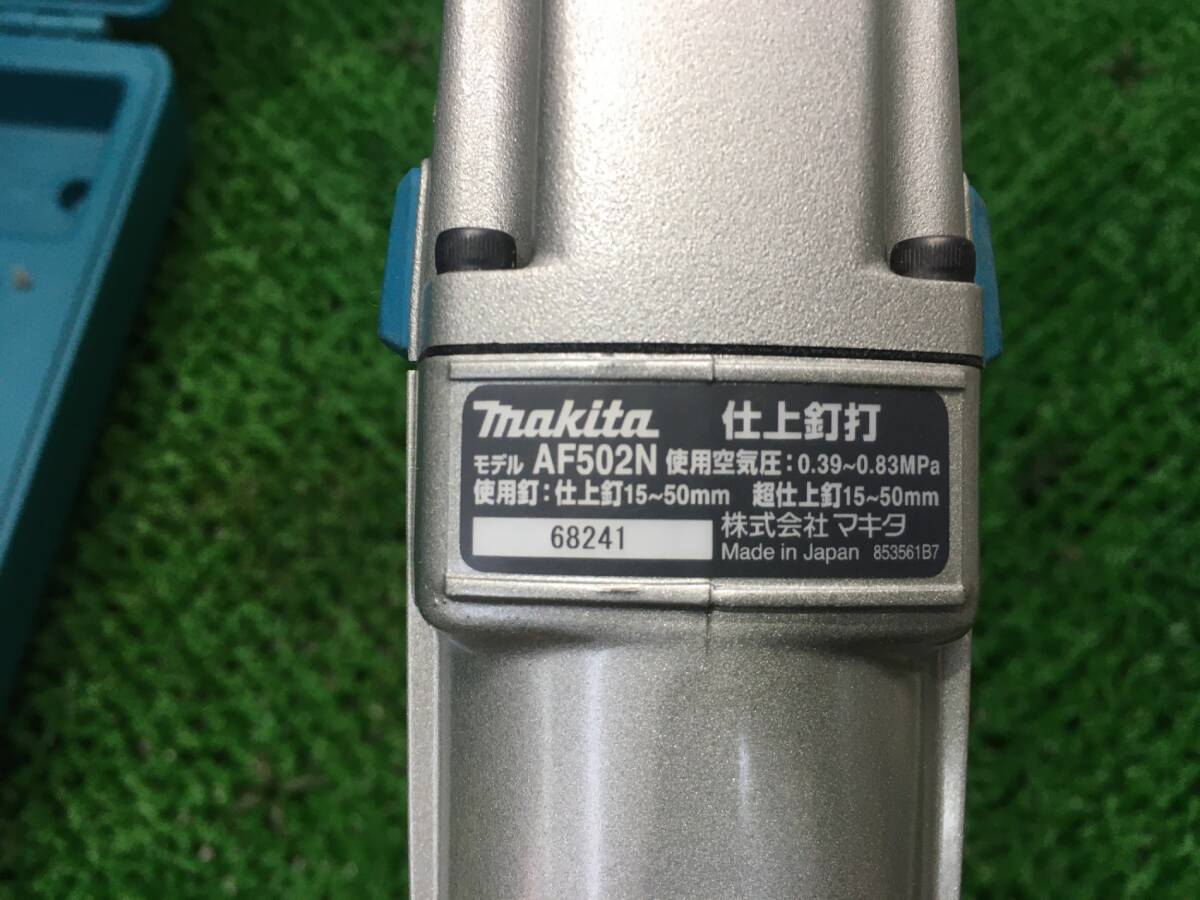 makita 仕上釘打
モデル AF502N 使用空気圧:0.39~0.83MPa
使用釘:仕上釘15~50mm 超仕上釘15~50mm
68241 株式会社 マキタ
Made in Japan 853561B7